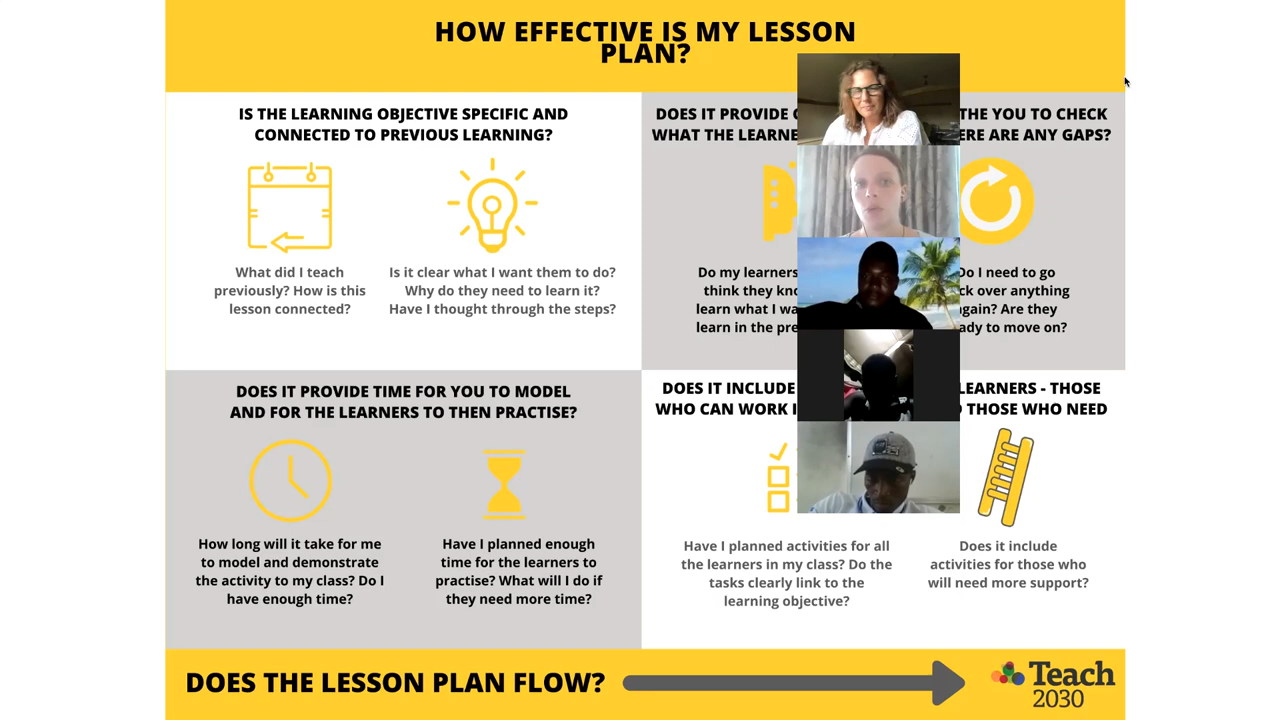 HOW EFFECTIVE IS MY LESSON
PLAN?
IS THE LEARNING OBJECTIVE SPECIFIC AND
CONNECTED TO PREVIOUS LEARNING?
What did I teach
previously? How is this
lesson connected?
Is it clear what I want them to do?
Why do they need to learn it?
Have I thought through the steps?
DOES IT PROVIDE THE YOU TO CHECK
WHAT THE ARE ANY GAPS?
Do my learners
think they
learn what I
learn in the
Do I need to go
over anything
Are they
to move on?
DOES IT PROVIDE TIME FOR YOU TO MODEL
AND FOR THE LEARNERS TO THEN PRACTISE?
How long will it take for me
to model and demonstrate
the activity to my class? Do I
have enough time?
Have I planned enough
time for the learners to
practise? What will I do if
they need more time?
DOES IT INCLUDE LEARNERS - THOSE
WHO CAN WORK THOSE WHO NEED
Have I planned activities for all
the learners in my class? Do the
tasks clearly link to the
learning objective?
Does it include
activities for those who
will need more support?
DOES THE LESSON PLAN FLOW?
Teach
2030